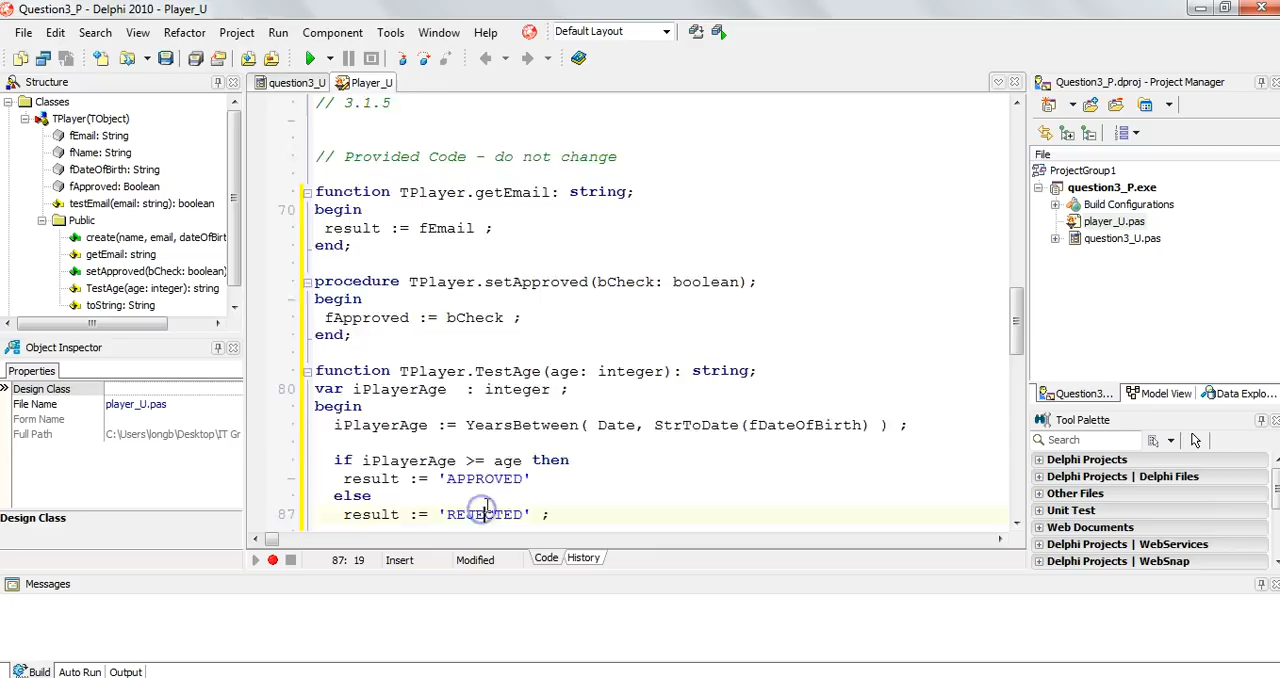 Question3_P - Delphi 2010 - Player_U
File Edit Search View Refactor Project Run Component Tools Window Help Default Layout
Structure
question3_U Player_U
Question3_P.dproj - Project Manager
Classes
TPlayer(TObject)
fEmail: String
fName: String
fDateOfBirth: String
fApproved: Boolean
testEmail(email: string): boolean
Public
create(name, email, dateOfBirt
getEmail: string
setApproved(bCheck: boolean)
TestAge(age: integer): string
toString: String
Object Inspector
Properties
Design Class
File Name player_U.pas
Form Name
Full Path C:\Users\longb\Desktop\IT Gr
Design Class
// 3.1.5
// Provided Code - do not change
function TPlayer.getEmail: string;
70 begin
result := fEmail ;
end;
procedure TPlayer.setApproved(bCheck: boolean);
begin
fApproved := bCheck ;
end;
function TPlayer.TestAge(age: integer): string;
80 var iPlayerAge : integer ;
begin
iPlayerAge := YearsBetween( Date, StrToDate(fDateOfBirth) ) ;
if iPlayerAge >= age then
result := 'APPROVED'
else
87 result := 'REJECTED' ;
87: 19 Insert Modified Code History
File
ProjectGroup1
question3_P.exe
Build Configurations
player_U.pas
question3_U.pas
Question3... Model View Data Explo...
Tool Palette
Search
Delphi Projects
Delphi Projects | Delphi Files
Other Files
Unit Test
Web Documents
Delphi Projects | WebServices
Delphi Projects | WebSnap
Messages
Build Auto Run Output